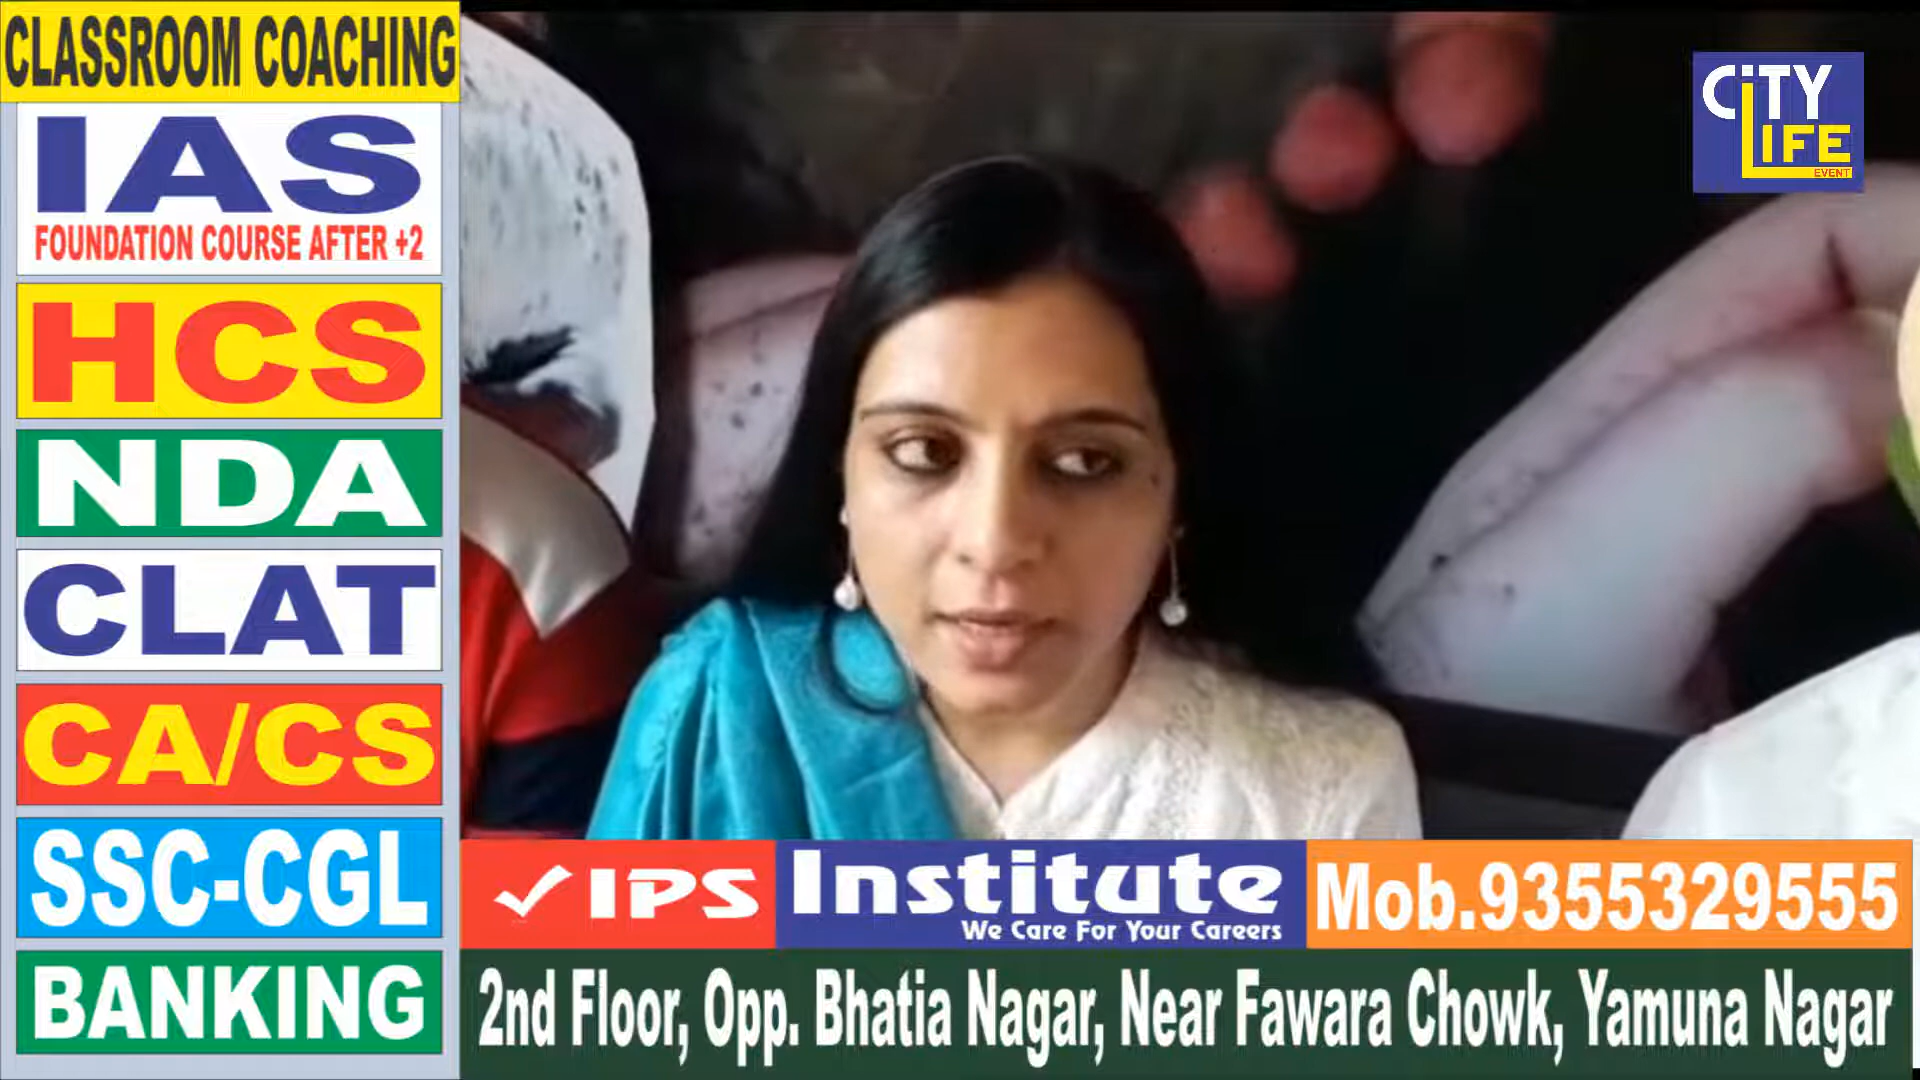 CLASSROOM COACHING
IAS
FOUNDATION COURSE AFTER +2
HCS
NDA
CLAT
CA/CS
SSC-CGL
BANKING
CiTY
LIFE
EVENT
IPS Institute
We Care For Your Careers
Mob.9355329555
2nd Floor, Opp. Bhatia Nagar, Near Fawara Chowk, Yamuna Nagar